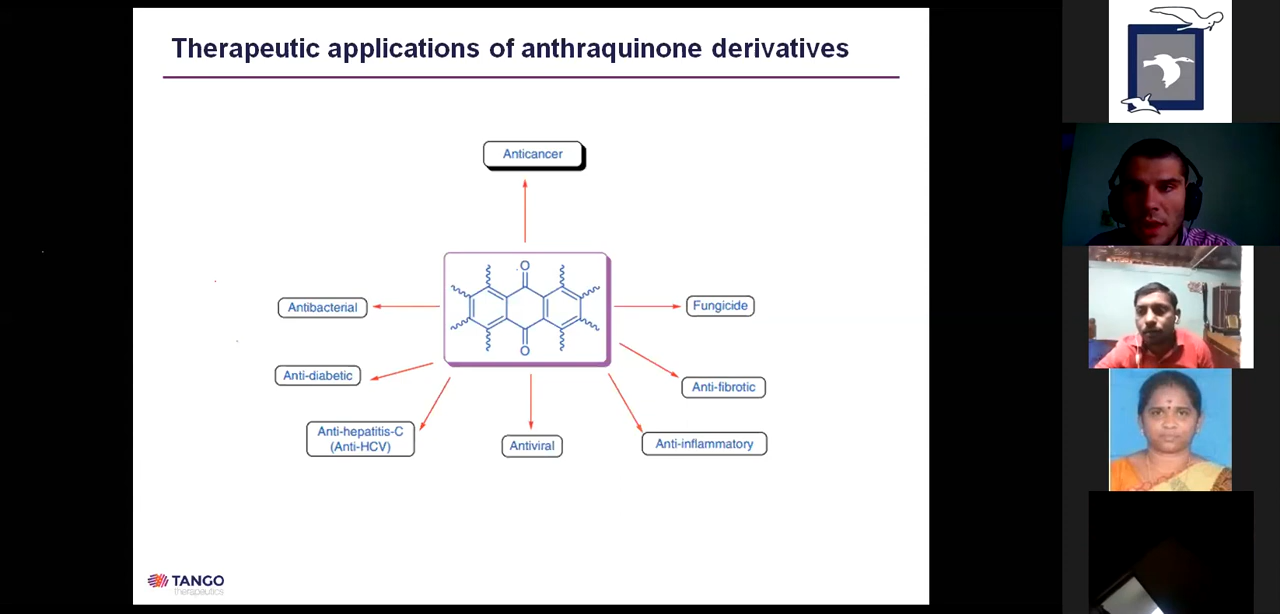 Therapeutic applications of anthraquinone derivatives
Anticancer
O
O
Antibacterial
Fungicide
Anti-diabetic
Anti-fibrotic
Anti-hepatitis-C
(Anti-HCV)
Antiviral
Anti-inflammatory
TANGO
therapeutics